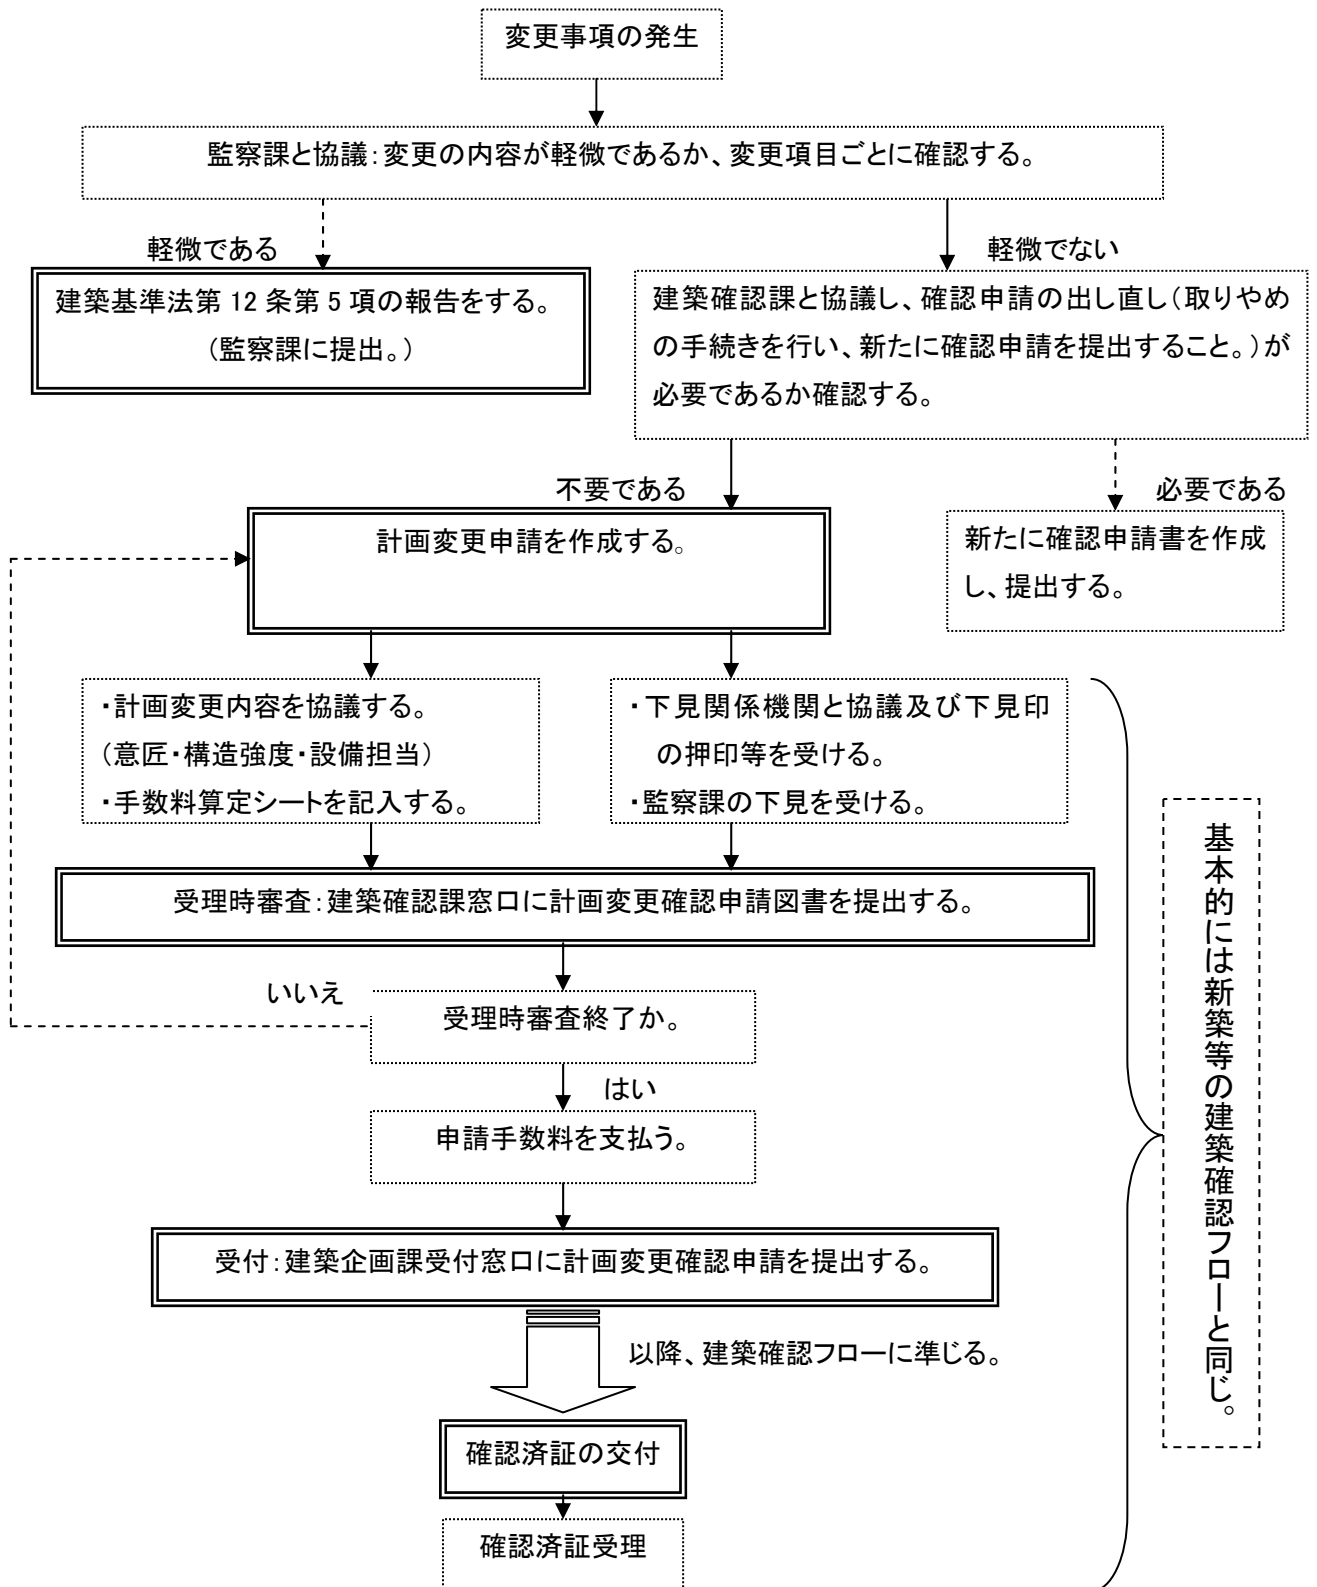 変更事項の発生
監察課と協議:変更の内容が軽微であるか、変更項目ごとに確認する。
軽微である
軽微でない
建築基準法第 12 条第 5 項の報告をする。
(監察課に提出。)
建築確認課と協議し、確認申請の出し直し(取りやめ
の手続きを行い、新たに確認申請を提出すること。)が
必要であるか確認する。
不要である
必要である
計画変更申請を作成する。
新たに確認申請書を作成
し、提出する。
・計画変更内容を協議する。
(意匠・構造強度・設備担当)
・手数料算定シートを記入する。
・下見関係機関と協議及び下見印
の押印等を受ける。
・監察課の下見を受ける。
基本的には新築等の建築確認フローと同じ。
受理時審査:建築確認課窓口に計画変更確認申請図書を提出する。
いいえ
受理時審査終了か。
はい
申請手数料を支払う。
受付:建築企画課受付窓口に計画変更確認申請を提出する。
以降、建築確認フローに準じる。
確認済証の交付
確認済証受理